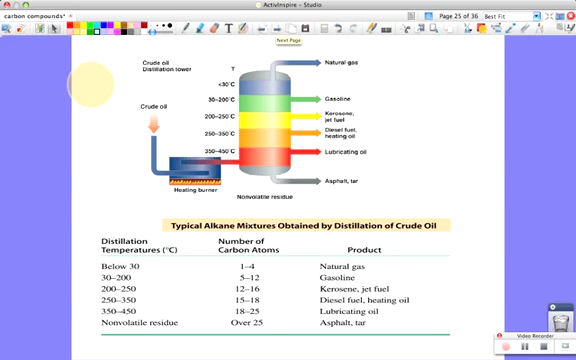 ActivInspire – Studio
carbon compounds*
Page 25 of 36
Best Fit
Next Page
Crude oil
Distillation tower
T
Natural gas
<30°C
Crude oil
30–200°C
Gasoline
200–250°C
Kerosene,
jet fuel
250–350°C
Diesel fuel,
heating oil
350–450°C
Lubricating oil
Asphalt, tar
Heating burner
Nonvolatile residue
Typical Alkane Mixtures Obtained by Distillation of Crude Oil
Distillation Number of
Temperatures (°C) Carbon Atoms Product
Below 30 1–4 Natural gas
30–200 5–12 Gasoline
200–250 12–16 Kerosene, jet fuel
250–350 15–18 Diesel fuel, heating oil
350–450 18–25 Lubricating oil
Nonvolatile residue Over 25 Asphalt, tar
Video Recorder